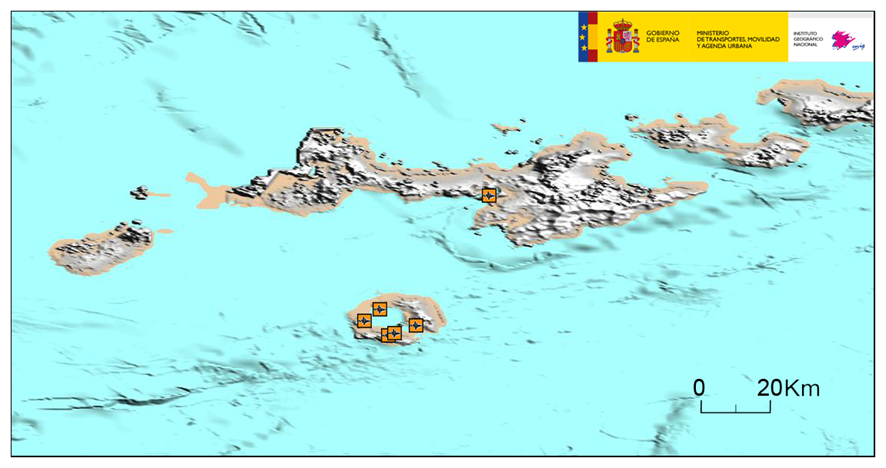 GOBIERNO
DE ESPAÑA
MINISTERIO
DE TRANSPORTES, MOVILIDAD
Y AGENDA URBANA
INSTITUTO
GEOGRÁFICO
NACIONAL
0 20Km